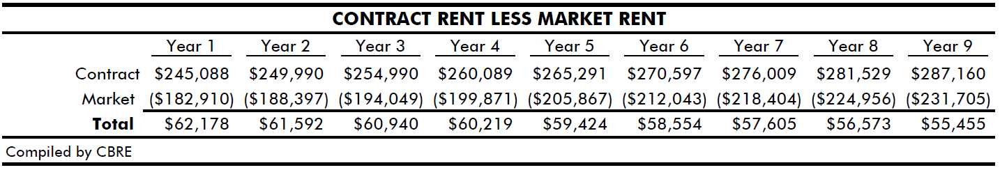 CONTRACT RENT LESS MARKET RENT
Year 1 Year 2 Year 3 Year 4 Year 5 Year 6 Year 7 Year 8 Year 9
Contract $245,088 $249,990 $254,990 $260,089 $265,291 $270,597 $276,009 $281,529 $287,160
Market ($182,910) ($188,397) ($194,049) ($199,871) ($205,867) ($212,043) ($218,404) ($224,956) ($231,705)
Total $62,178 $61,592 $60,940 $60,219 $59,424 $58,554 $57,605 $56,573 $55,455
Compiled by CBRE